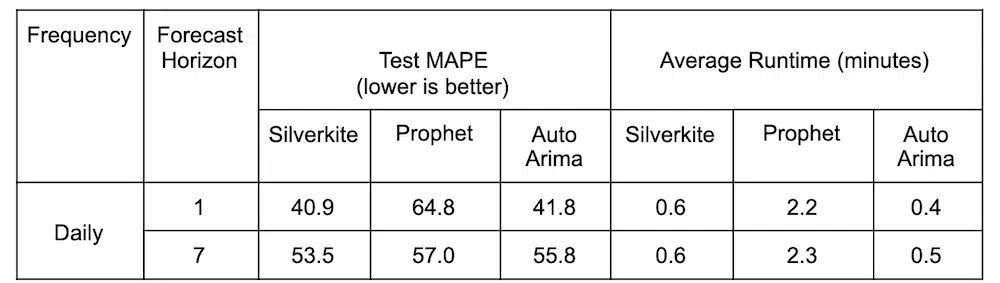 Frequency
Forecast
Horizon
Test MAPE
(lower is better)
Average Runtime (minutes)
Silverkite
Prophet
Auto
Arima
Silverkite
Prophet
Auto
Arima
Daily
1
40.9
64.8
41.8
0.6
2.2
0.4
7
53.5
57.0
55.8
0.6
2.3
0.5